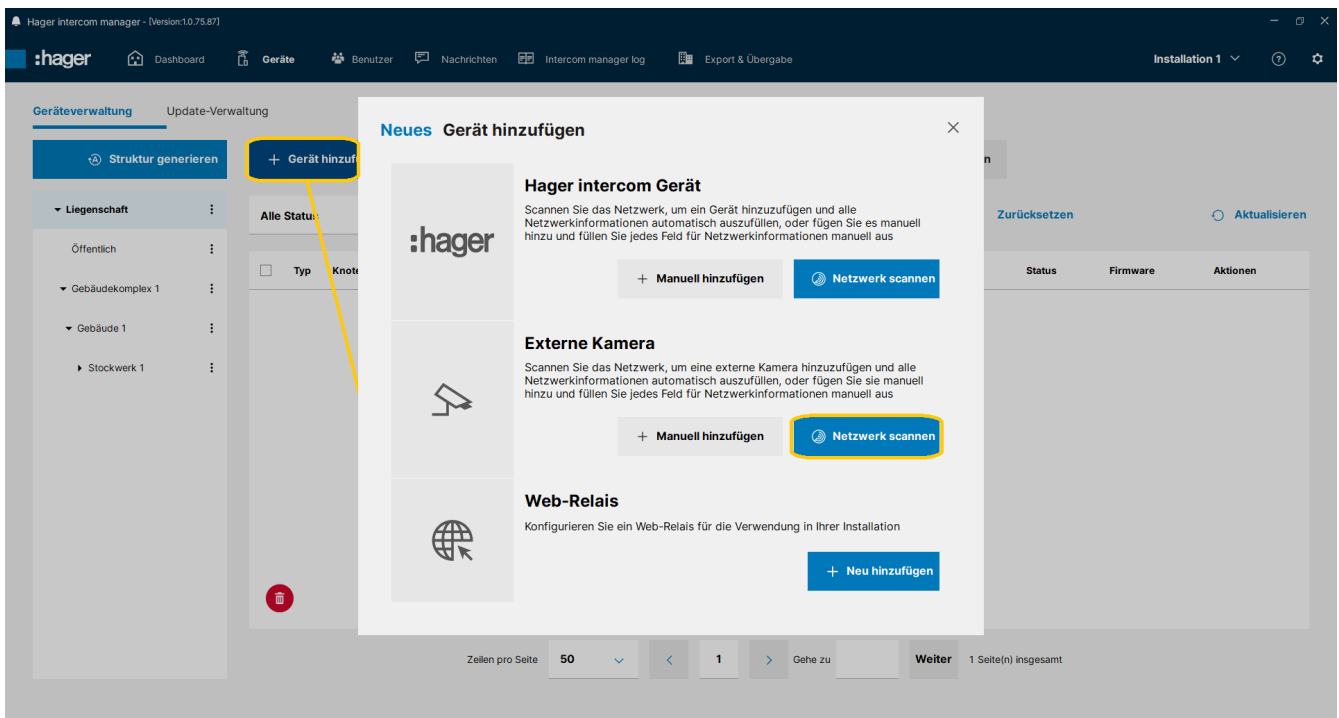 Hager intercom manager - [Version:1.0.75.87]
:hager
Dashboard
Geräte
Benutzer
Nachrichten
Intercom manager log
Export & Übergabe
Installation 1
Geräteverwaltung
Update-Verwaltung
Struktur generieren
+ Gerät hinzuf
n
Liegenschaft
Öffentlich
Gebäudekomplex 1
Gebäude 1
Stockwerk 1
Alle Status
Zurücksetzen
Aktualisieren
Typ
Knote
Status
Firmware
Aktionen
Neues Gerät hinzufügen
:hager
Hager intercom Gerät
Scannen Sie das Netzwerk, um ein Gerät hinzuzufügen und alle
Netzwerkinformationen automatisch auszufüllen, oder fügen Sie es manuell
hinzu und füllen Sie jedes Feld für Netzwerkinformationen manuell aus
+ Manuell hinzufügen
Netzwerk scannen
Externe Kamera
Scannen Sie das Netzwerk, um eine externe Kamera hinzuzufügen und alle
Netzwerkinformationen automatisch auszufüllen, oder fügen Sie sie manuell
hinzu und füllen Sie jedes Feld für Netzwerkinformationen manuell aus
+ Manuell hinzufügen
Netzwerk scannen
Web-Relais
Konfigurieren Sie ein Web-Relais für die Verwendung in Ihrer Installation
+ Neu hinzufügen
Zeilen pro Seite
50
1
Gehe zu
Weiter
1 Seite(n) insgesamt